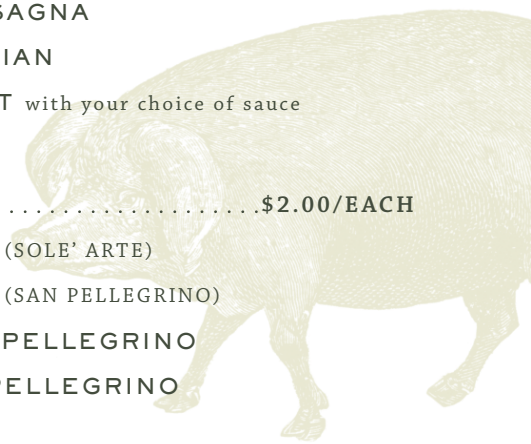 SAGNA
IAN
T with your choice of sauce
....................$2.00/EACH
(SOLE' ARTE)
(SAN PELLEGRINO)
PELLEGRINO
PELLEGRINO